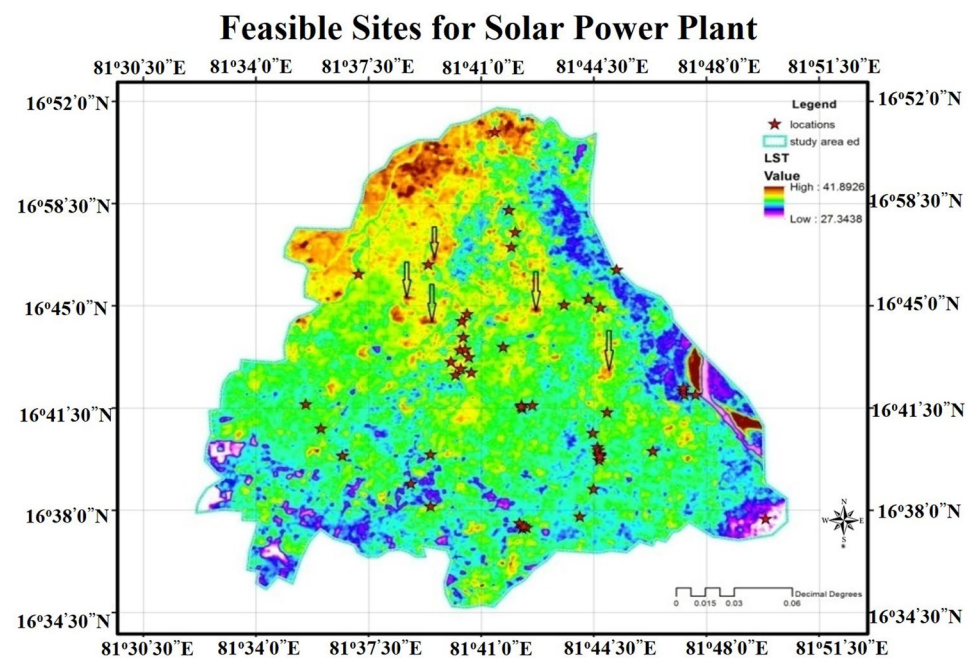 Feasible Sites for Solar Power Plant
81°30'30"E 81°34'0"E 81°37'30"E 81°41'0"E 81°44'30"E 81°48'0"E 81°51'30"E
16°52'0"N 16°52'0"N
Legend
locations
study area ed
LST
Value
High : 41.8926
Low : 27.3438
16°58'30"N 16°58'30"N
16°45'0"N 16°45'0"N
16°41'30"N 16°41'30"N
16°38'0"N 16°38'0"N
N
W E
S
Decimal Degrees
0 0.015 0.03 0.06
16°34'30"N 16°34'30"N
81°30'30"E 81°34'0"E 81°37'30"E 81°41'0"E 81°44'30"E 81°48'0"E 81°51'30"E